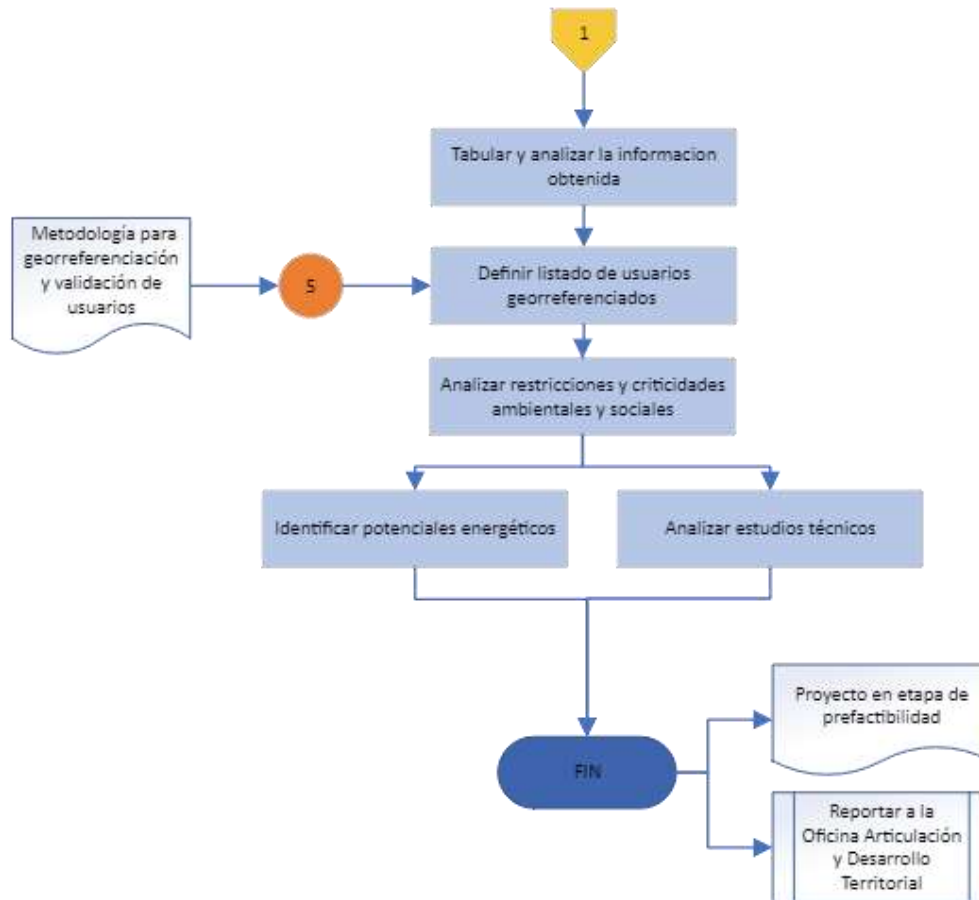 1
Tabular y analizar la informacion
obtenida
Metodología para
georreferenciación
y validación de
usuarios
5
Definir listado de usuarios
georreferenciados
Analizar restricciones y criticidades
ambientales y sociales
Identificar potenciales energéticos
Analizar estudios técnicos
Proyecto en etapa de
prefactibilidad
FIN
Reportar a la
Oficina Articulación
y Desarrollo
Territorial